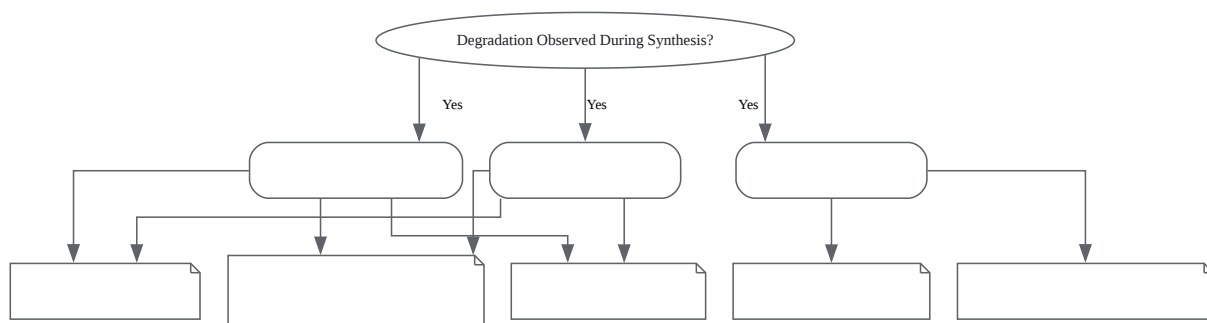 Degradation Observed During Synthesis?
Yes
Yes
Yes